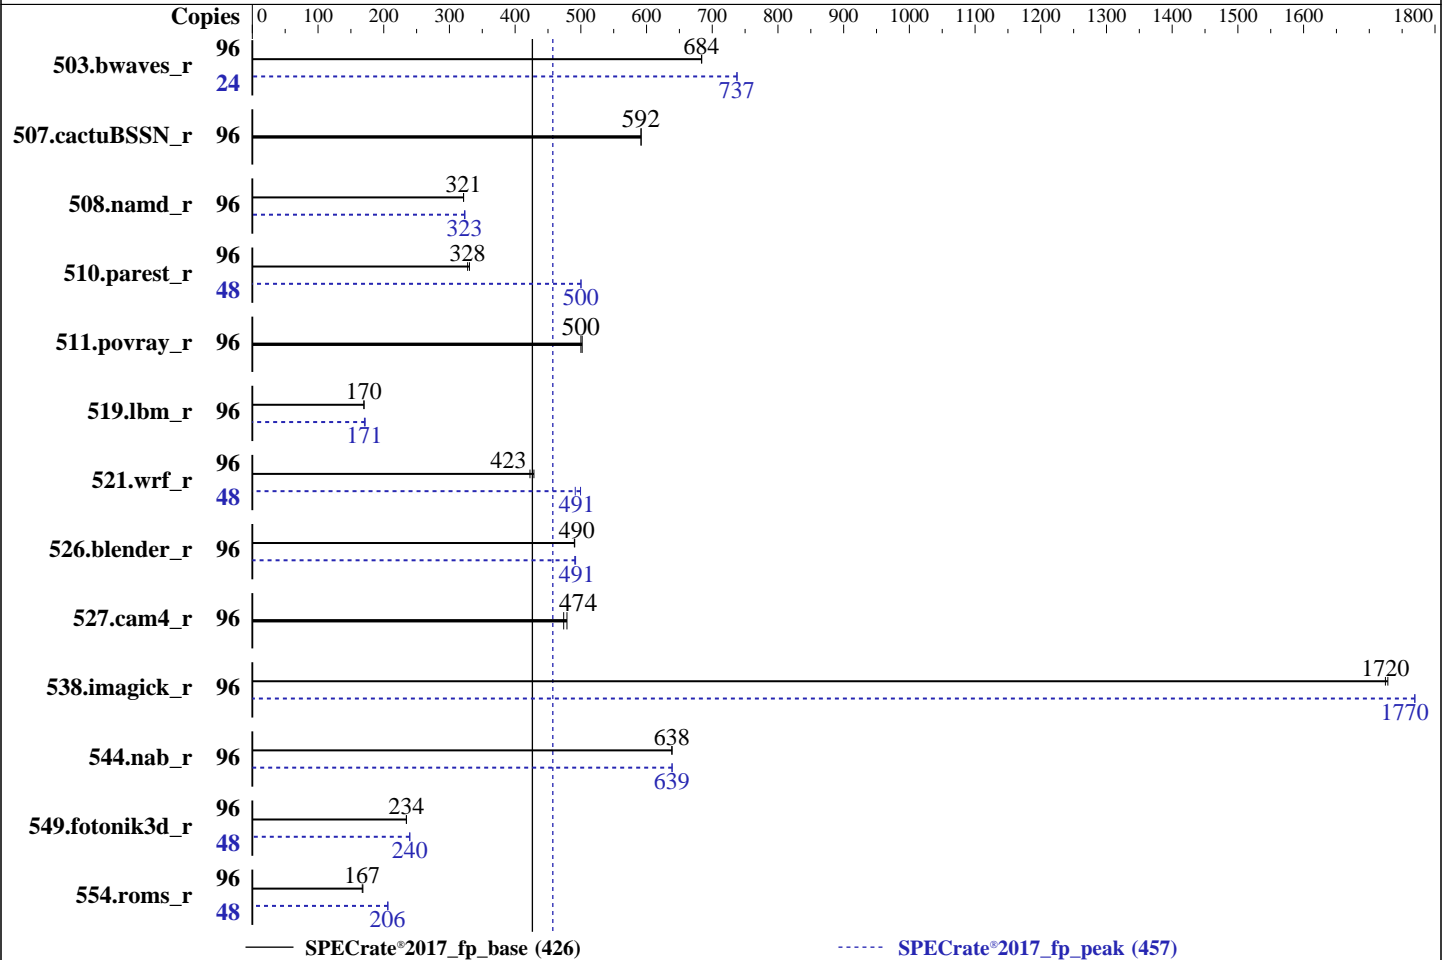 Copies 0 100 200 300 400 500 600 700 800 900 1000 1100 1200 1300 1400 1500 1600 1800
503.bwaves_r 96 684
24 737
507.cactuBSSN_r 96 592
508.namd_r 96 321
323
510.parest_r 96 328
48 500
511.povray_r 96 500
519.lbm_r 96 170
171
521.wrf_r 96 423
48 491
526.blender_r 96 490
491
527.cam4_r 96 474
538.imagick_r 96 1720
1770
544.nab_r 96 638
639
549.fotonik3d_r 96 234
48 240
554.roms_r 96 167
48 206
SPECrate®2017_fp_base (426) SPECrate®2017_fp_peak (457)